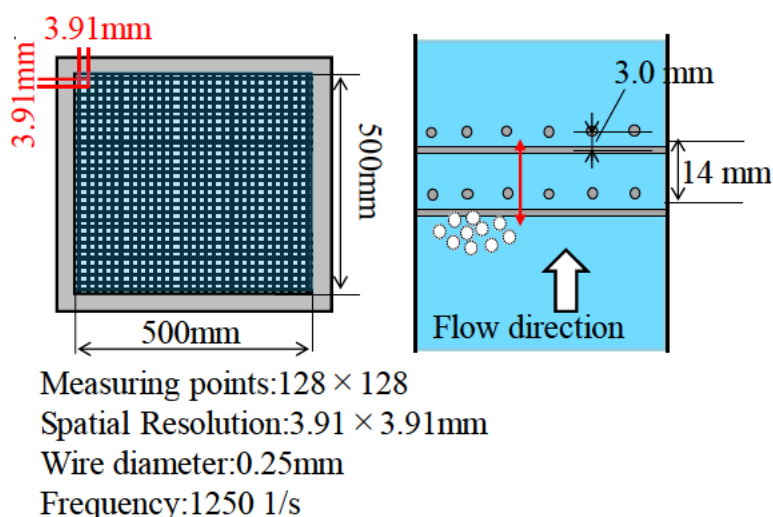 3.91mm
3.91mm
500mm
500mm
3.0 mm
14 mm
Flow direction
Measuring points:128 × 128
Spatial Resolution:3.91 × 3.91mm
Wire diameter:0.25mm
Frequency:1250 1/s